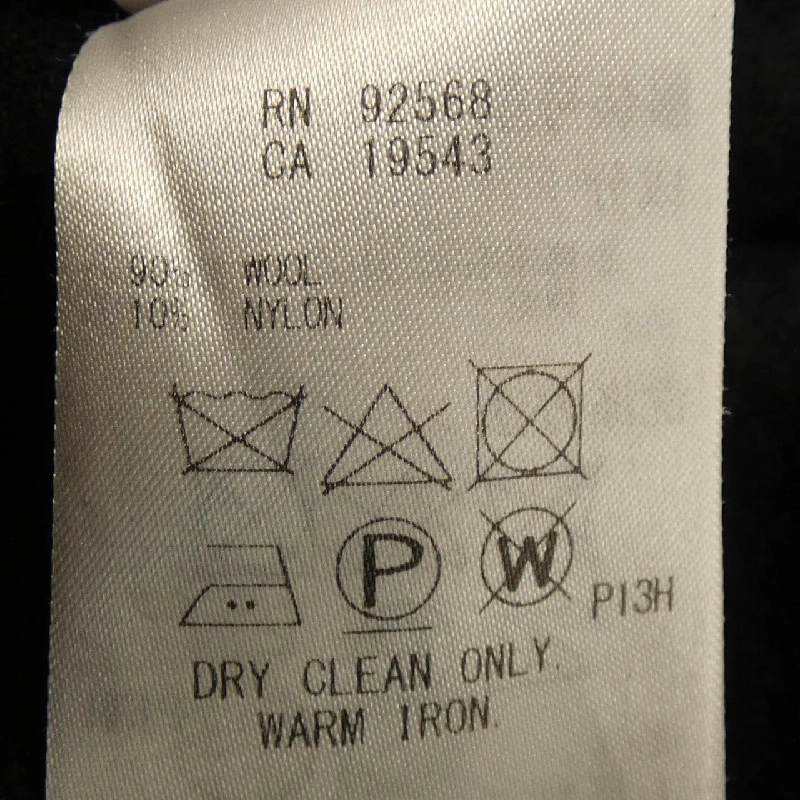 RN 92568
CA 19543
90% WOOL
10% NYLON
P W P13H
DRY CLEAN ONLY.
WARM IRON.